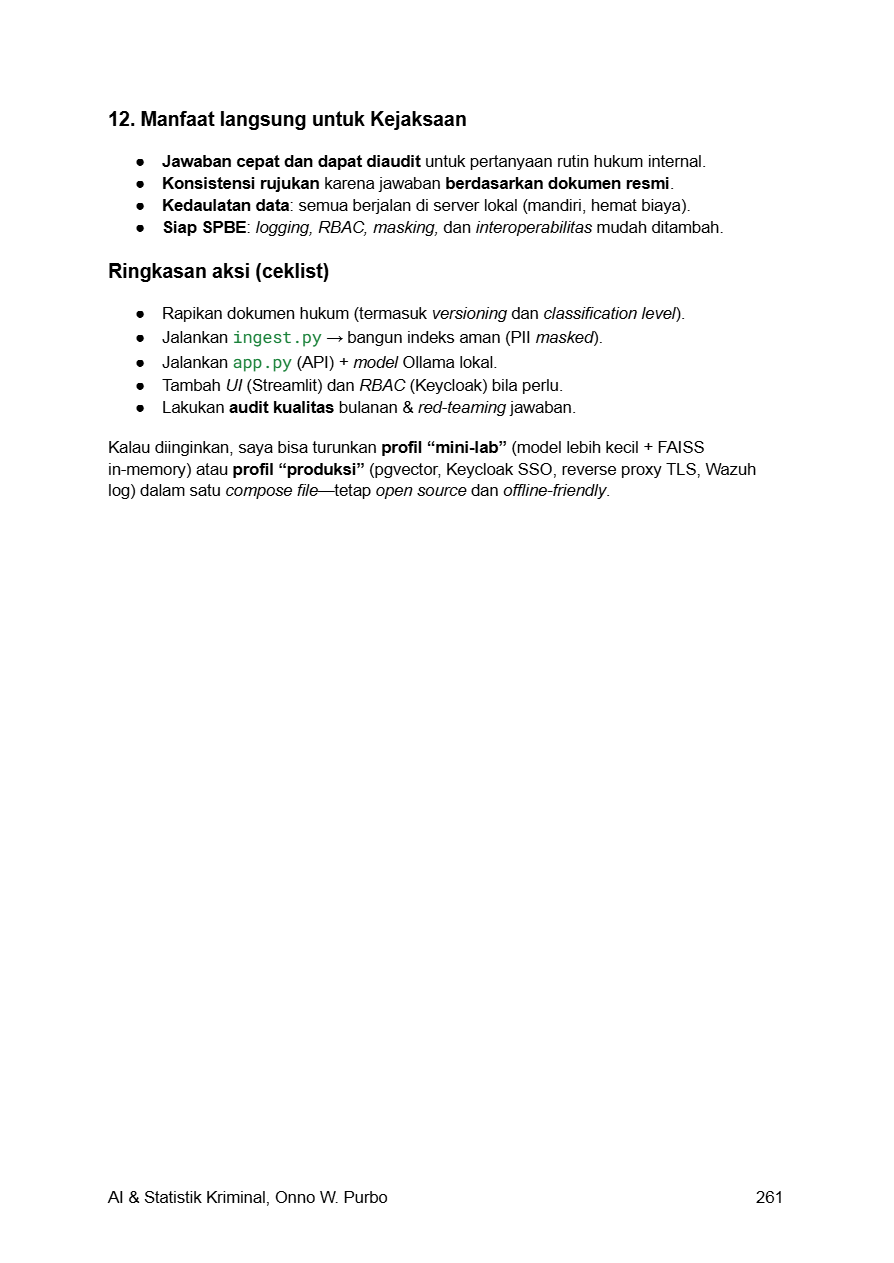 12. Manfaat langsung untuk Kejaksaan
● Jawaban cepat dan dapat diaudit untuk pertanyaan rutin hukum internal.
● Konsistensi rujukan karena jawaban berdasarkan dokumen resmi.
● Kedaulatan data: semua berjalan di server lokal (mandiri, hemat biaya).
● Siap SPBE: logging, RBAC, masking, dan interoperabilitas mudah ditambah.
Ringkasan aksi (ceklist)
● Rapikan dokumen hukum (termasuk versioning dan classification level).
● Jalankan ingest.py → bangun indeks aman (PII masked).
● Jalankan app.py (API) + model Ollama lokal.
● Tambah UI (Streamlit) dan RBAC (Keycloak) bila perlu.
● Lakukan audit kualitas bulanan & red-teaming jawaban.
Kalau diinginkan, saya bisa turunkan profil “mini-lab” (model lebih kecil + FAISS
in-memory) atau profil “produksi” (pgvector, Keycloak SSO, reverse proxy TLS, Wazuh
log) dalam satu compose file—tetap open source dan offline-friendly.
AI & Statistik Kriminal, Onno W. Purbo 261